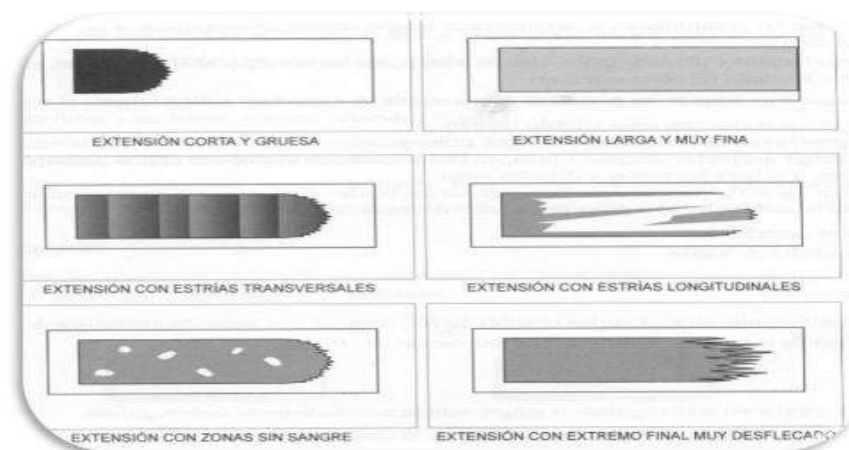 EXTENSIÓN CORTA Y GRUESA
EXTENSIÓN LARGA Y MUY FINA
EXTENSIÓN CON ESTRÍAS TRANSVERSALES
EXTENSIÓN CON ESTRÍAS LONGITUDINALES
EXTENSIÓN CON ZONAS SIN SANGRE
EXTENSIÓN CON EXTREMO FINAL MUY DESFLECADO